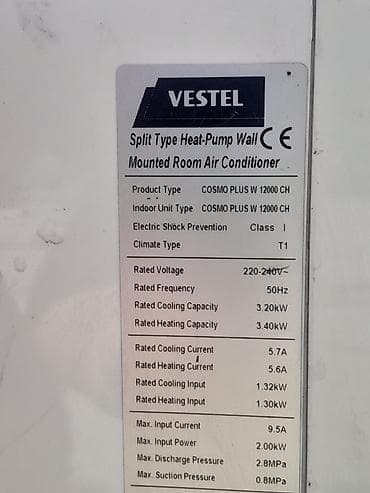 VESTEL
Split Type Heat-Pump Wall CE
Mounted Room Air Conditioner
Product Type COSMO PLUS W 12000 CH
Indoor Unit Type COSMO PLUS W 12000 CH
Electric Shock Prevention Class I
Climate Type T1
Rated Voltage 220-240V~
Rated Frequency 50Hz
Rated Cooling Capacity 3.20kW
Rated Heating Capacity 3.40kW
Rated Cooling Current 5.7A
Rated Heating Current 5.6A
Rated Cooling Input 1.32kW
Rated Heating Input 1.30kW
Max. Input Current 9.5A
Max. Input Power 2.00kW
Max. Discharge Pressure 2.8MPa
Max. Suction Pressure 0.8MPa